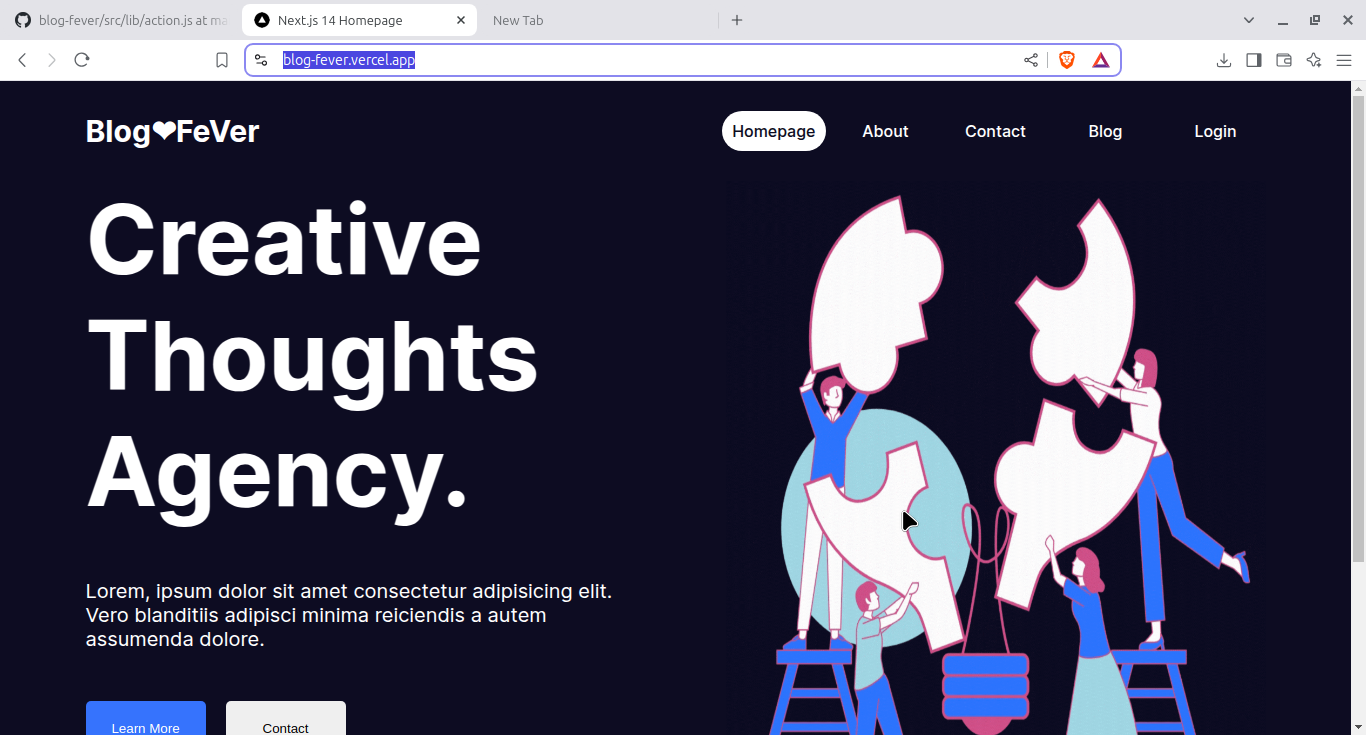 blog-fever/src/lib/action.js at ma
Next.js 14 Homepage
New Tab
blog-fever.vercel.app
Blog❤FeVer
Homepage
About
Contact
Blog
Login
Creative
Thoughts
Agency.
Lorem, ipsum dolor sit amet consectetur adipisicing elit.
Vero blanditiis adipisci minima reiciendis a autem
assumenda dolore.
Learn More
Contact